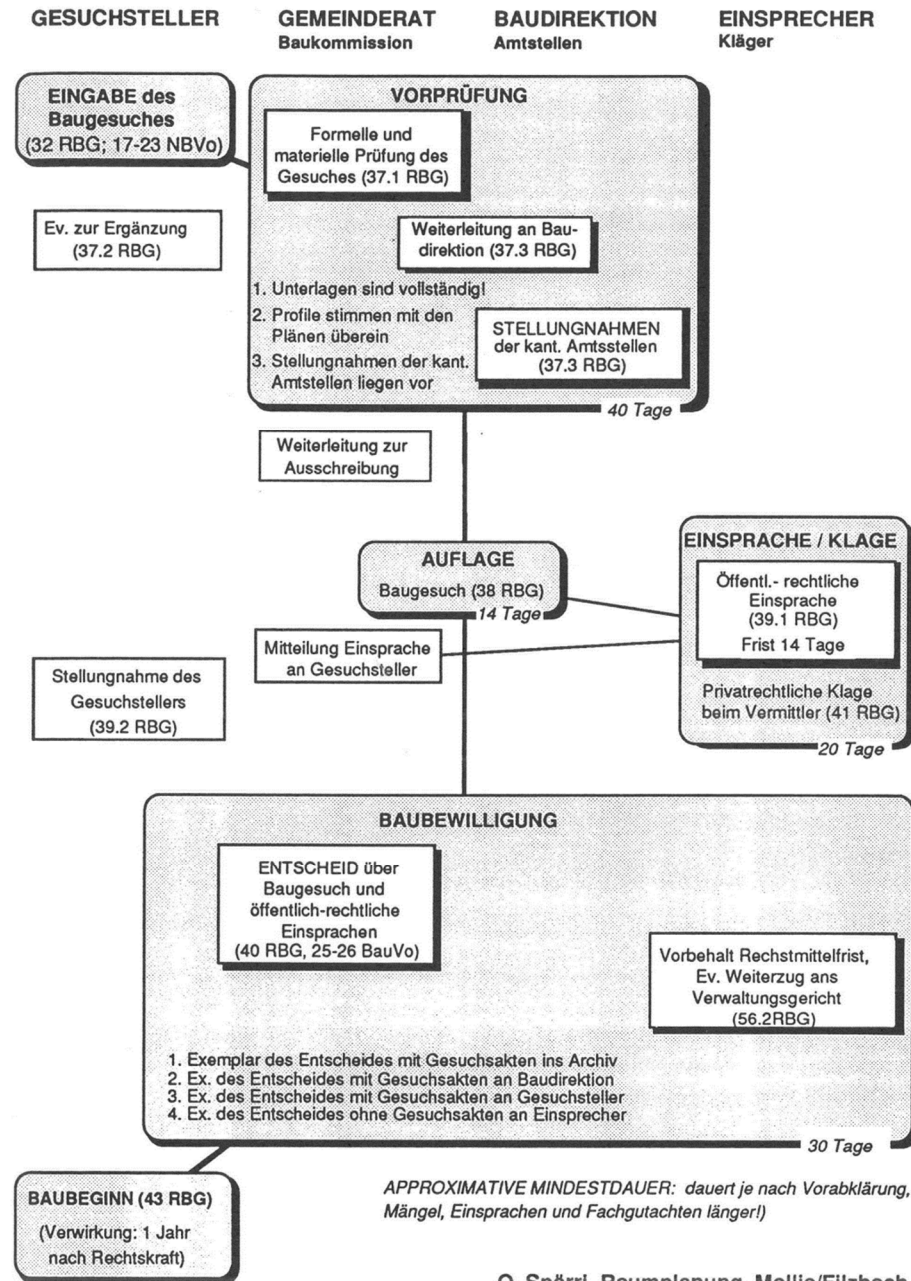 GESUCHSTELLER
GEMEINDERAT
Baukommission
BAUDIREKTION
Amtstellen
EINSPRECHER
Kläger
EINGABE des
Baugesuches
(32 RBG; 17-23 NBVo)
VORPRÜFUNG
Formelle und
materielle Prüfung des
Gesuches (37.1 RBG)
Ev. zur Ergänzung
(37.2 RBG)
Weiterleitung an Bau-
direktion (37.3 RBG)
1. Unterlagen sind vollständig!
2. Profile stimmen mit den
Plänen überein
3. Stellungnahmen der kant.
Amtstellen liegen vor
STELLUNGNAHMEN
der kant. Amtsstellen
(37.3 RBG)
40 Tage
Weiterleitung zur
Ausschreibung
AUFLAGE
Baugesuch (38 RBG)
14 Tage
EINSPRACHE / KLAGE
Öffentl.- rechtliche
Einsprache
(39.1 RBG)
Frist 14 Tage
Privatrechtliche Klage
beim Vermittler (41 RBG)
20 Tage
Mitteilung Einsprache
an Gesuchsteller
Stellungnahme des
Gesuchstellers
(39.2 RBG)
BAUBEWILLIGUNG
ENTSCHEID über
Baugesuch und
öffentlich-rechtliche
Einsprachen
(40 RBG, 25-26 BauVo)
Vorbehalt Rechstmittelfrist,
Ev. Weiterzug ans
Verwaltungsgericht
(56.2RBG)
1. Exemplar des Entscheides mit Gesuchsakten ins Archiv
2. Ex. des Entscheides mit Gesuchsakten an Baudirektion
3. Ex. des Entscheides mit Gesuchsakten an Gesuchsteller
4. Ex. des Entscheides ohne Gesuchsakten an Einsprecher
30 Tage
BAUBEGINN (43 RBG)
(Verwirkung: 1 Jahr
nach Rechtskraft)
APPROXIMATIVE MINDESTDAUER: dauert je nach Vorabklärung,
Mängel, Einsprachen und Fachgutachten länger!)